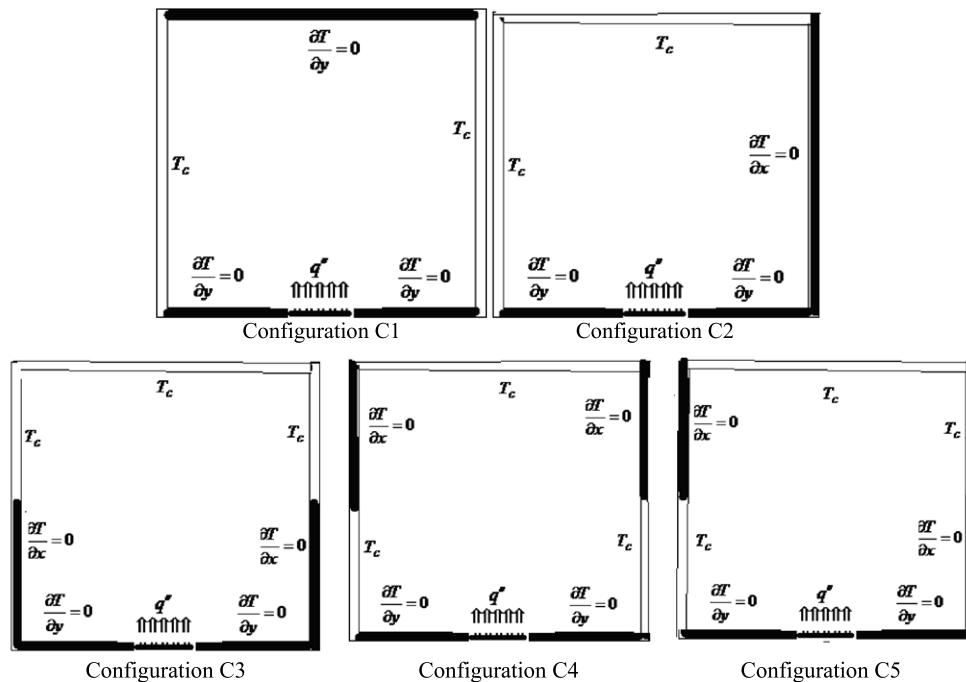 ∂T/∂y = 0
T_c
T_c
∂T/∂y = 0
q″
∂T/∂y = 0
Configuration C1
T_c
T_c
∂T/∂x = 0
∂T/∂y = 0
q″
∂T/∂y = 0
Configuration C2
T_c
T_c
T_c
∂T/∂x = 0
∂T/∂x = 0
∂T/∂y = 0
q″
∂T/∂y = 0
Configuration C3
T_c
∂T/∂x = 0
∂T/∂x = 0
T_c
T_c
∂T/∂y = 0
q″
∂T/∂y = 0
Configuration C4
T_c
∂T/∂x = 0
T_c
T_c
∂T/∂x = 0
∂T/∂y = 0
q″
∂T/∂y = 0
Configuration C5